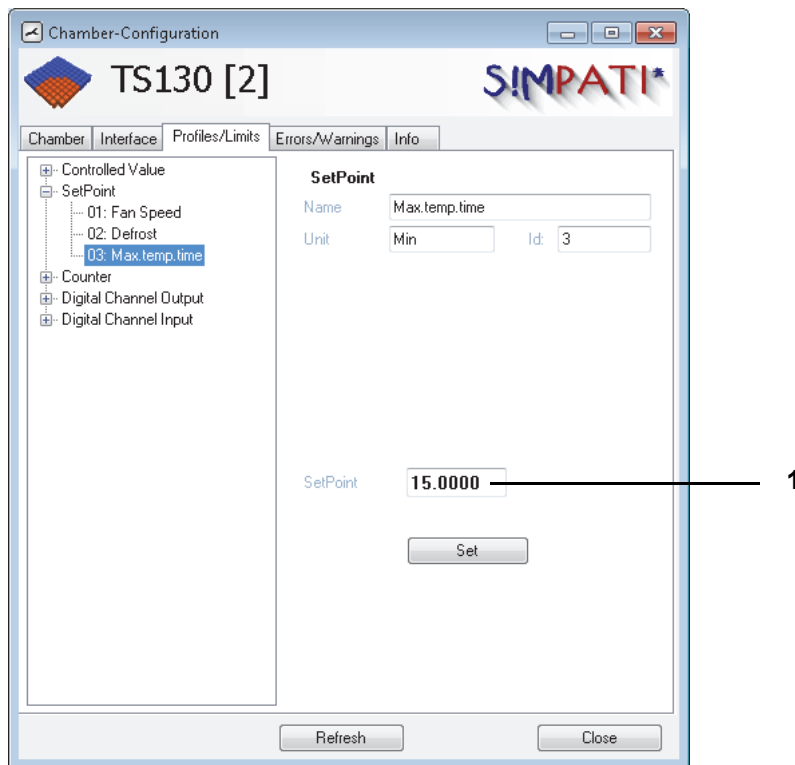 Chamber-Configuration
TS130 [2] S!MPATI*
Chamber Interface Profiles/Limits Errors/Warnings Info
Controlled Value
SetPoint
01: Fan Speed
02: Defrost
03: Max.temp.time
Counter
Digital Channel Output
Digital Channel Input
SetPoint
Name Max.temp.time
Unit Min Id: 3
SetPoint 15.0000 1
Set
Refresh Close